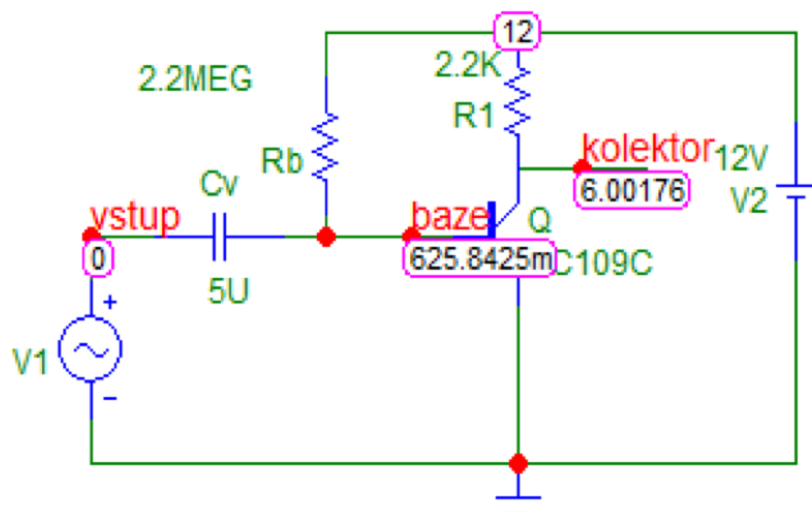 12
2.2K
2.2MEG
R1
Rb
kolektor
12V
6.00176
V2
Cv
vstup
baze
Q
0
625.8425m
C109C
5U
+
V1
-